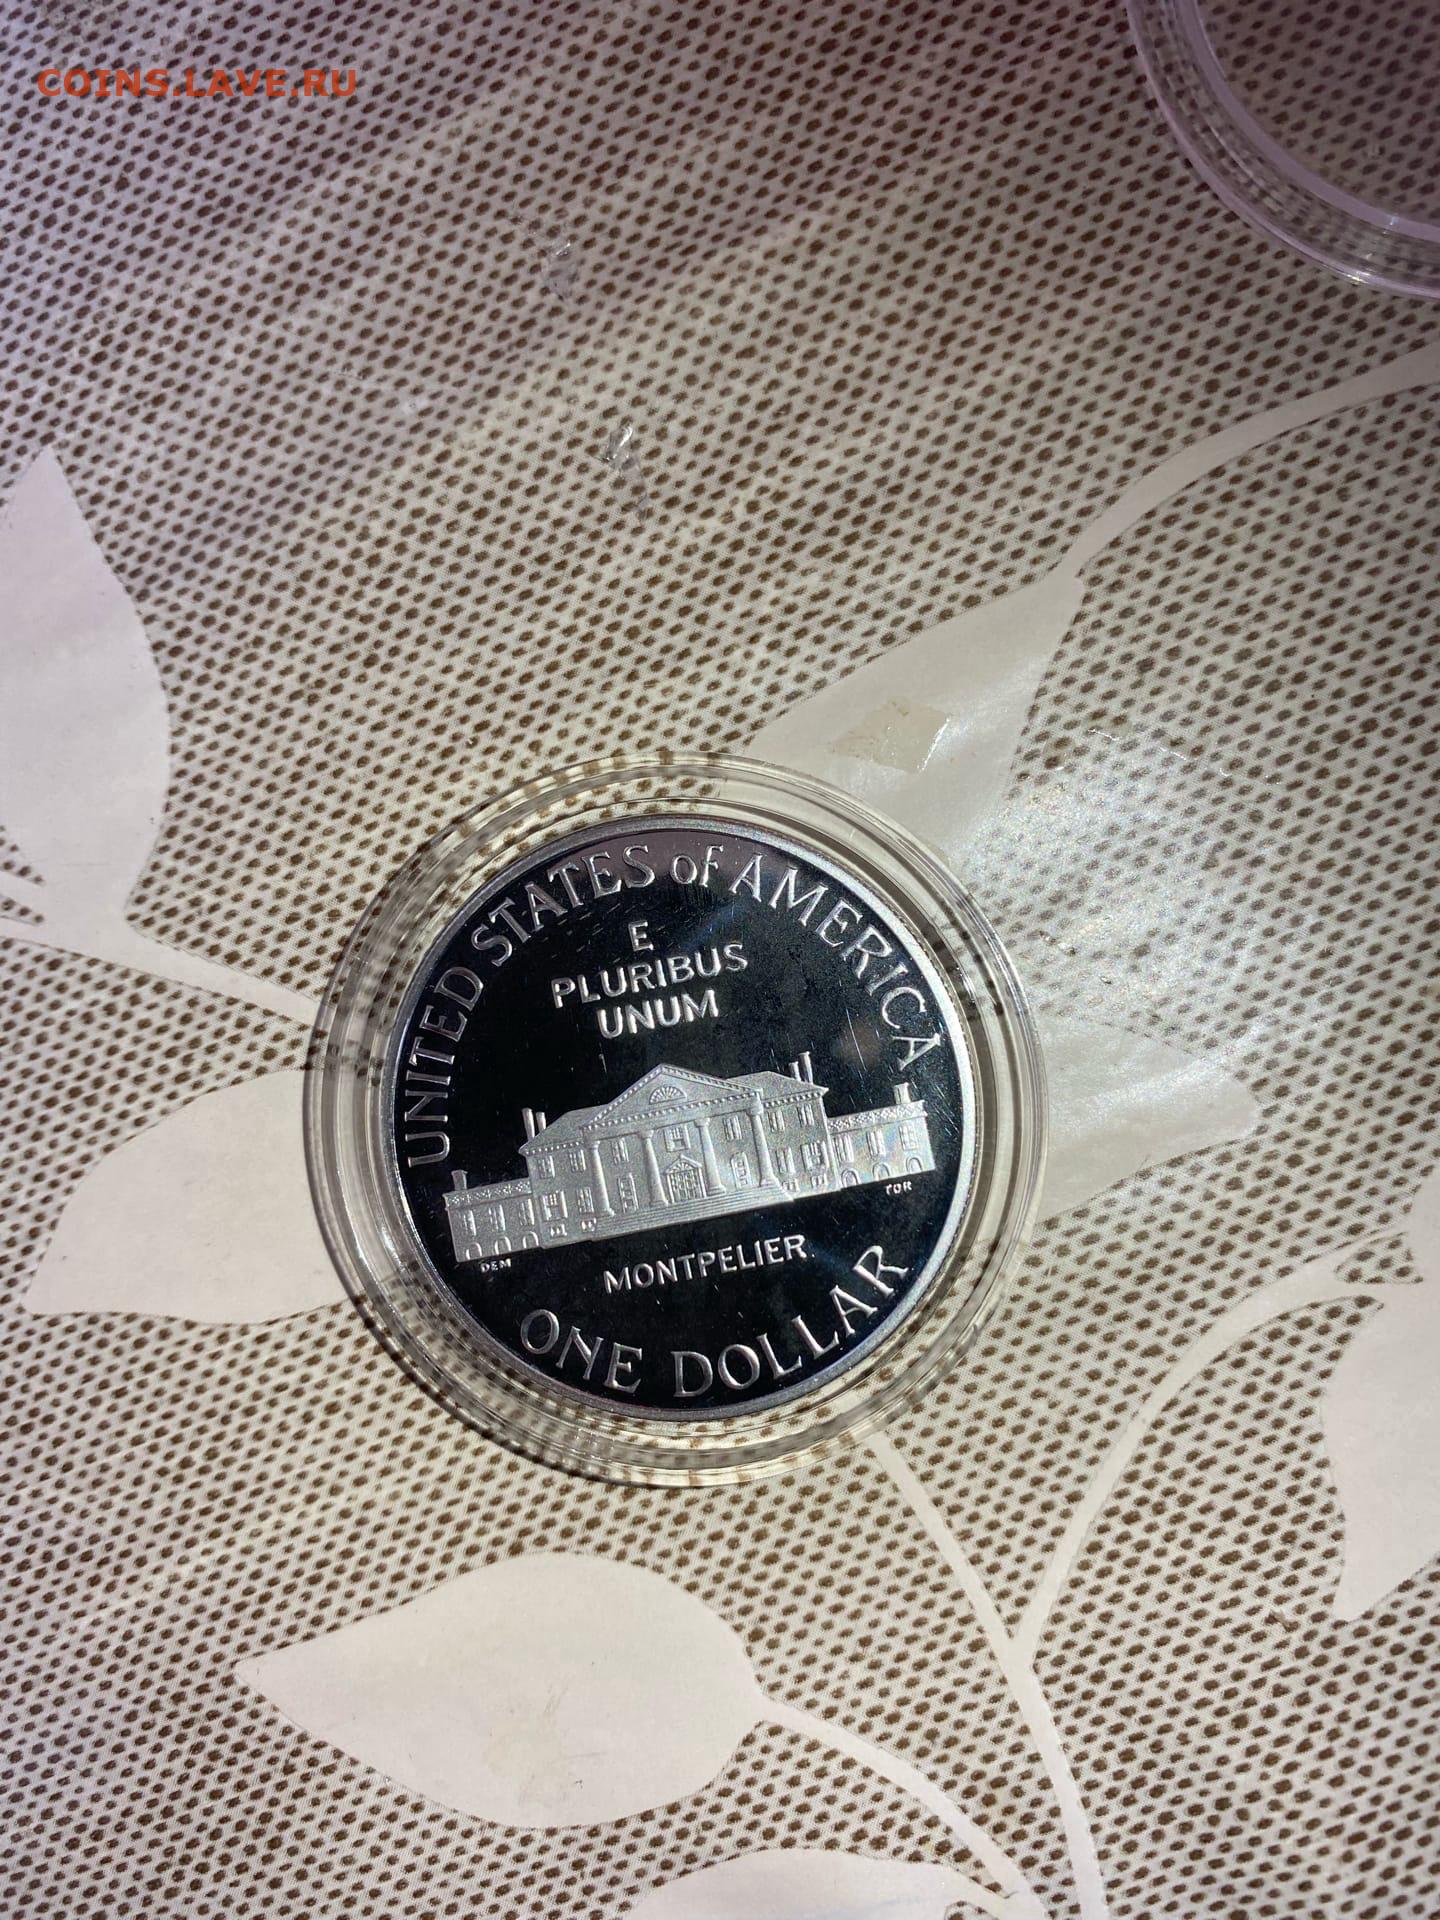 COINS.LAVE.RU
UNITED STATES of AMERICA
E
PLURIBUS
UNUM
DEM
TDR
MONTPELIER
ONE DOLLAR